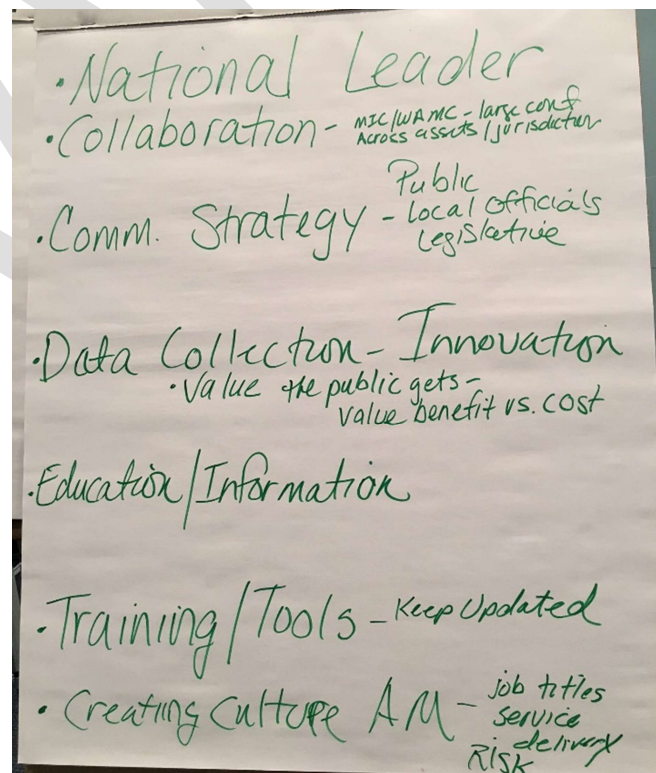 • National Leader
• Collaboration - MIC/WAMC - large conf
Across assets/jurisdiction
Public
• Comm. Strategy - Local officials
Legislative
• Data Collection - Innovation
• Value the public gets -
value benefit vs. cost
• Education/Information
• Training/Tools - Keep Updated
• Creating Culture AM - job titles
service
delivery
Risk